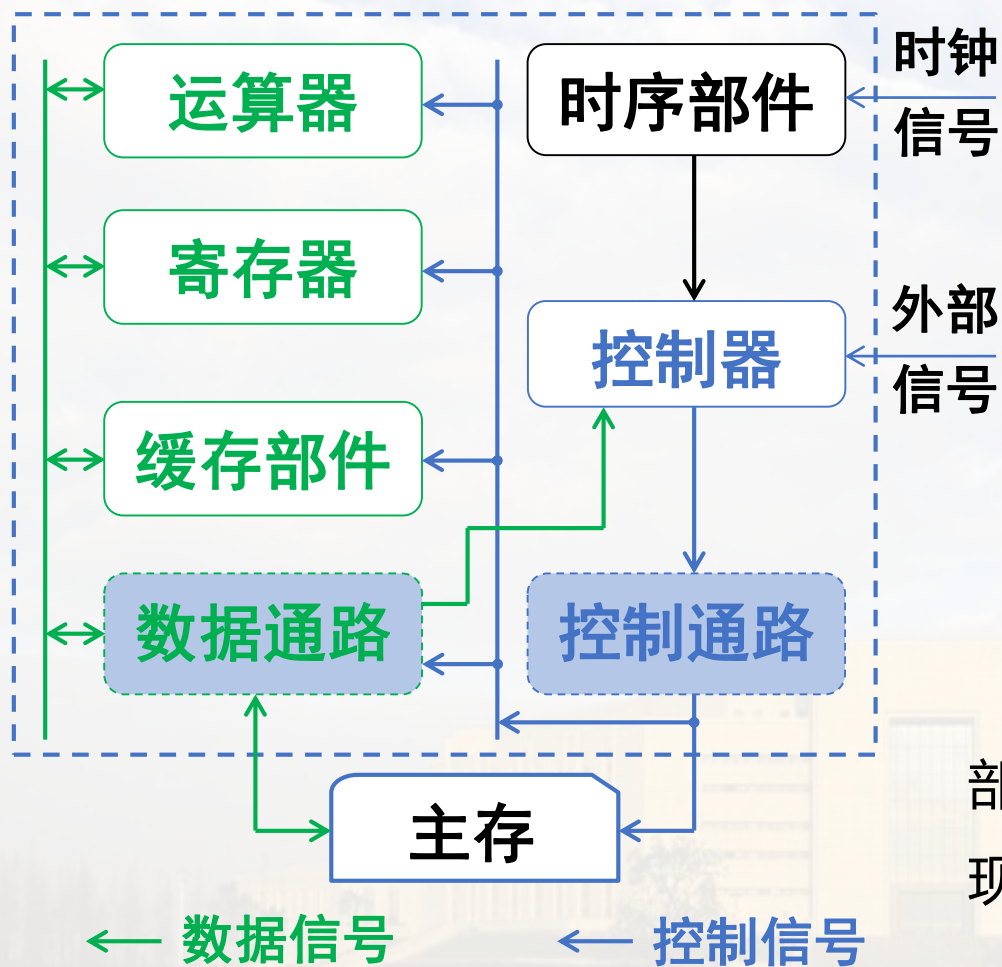 运算器
时序部件
时钟
信号
寄存器
外部
信号
控制器
缓存部件
数据通路
控制通路
主存
部
现
数据信号
控制信号